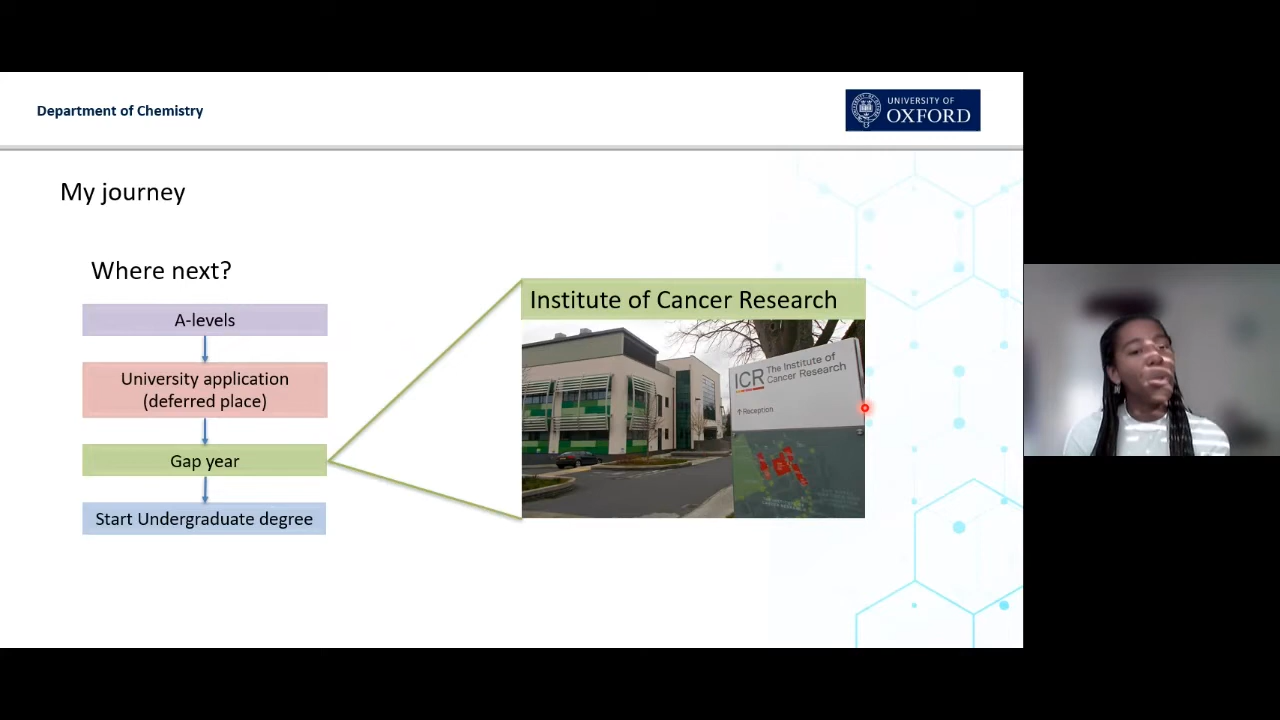 Department of Chemistry
UNIVERSITY OF
OXFORD
My journey
Where next?
A-levels
University application
(deferred place)
Gap year
Start Undergraduate degree
Institute of Cancer Research
ICR The Institute of
Cancer Research
↑ Reception